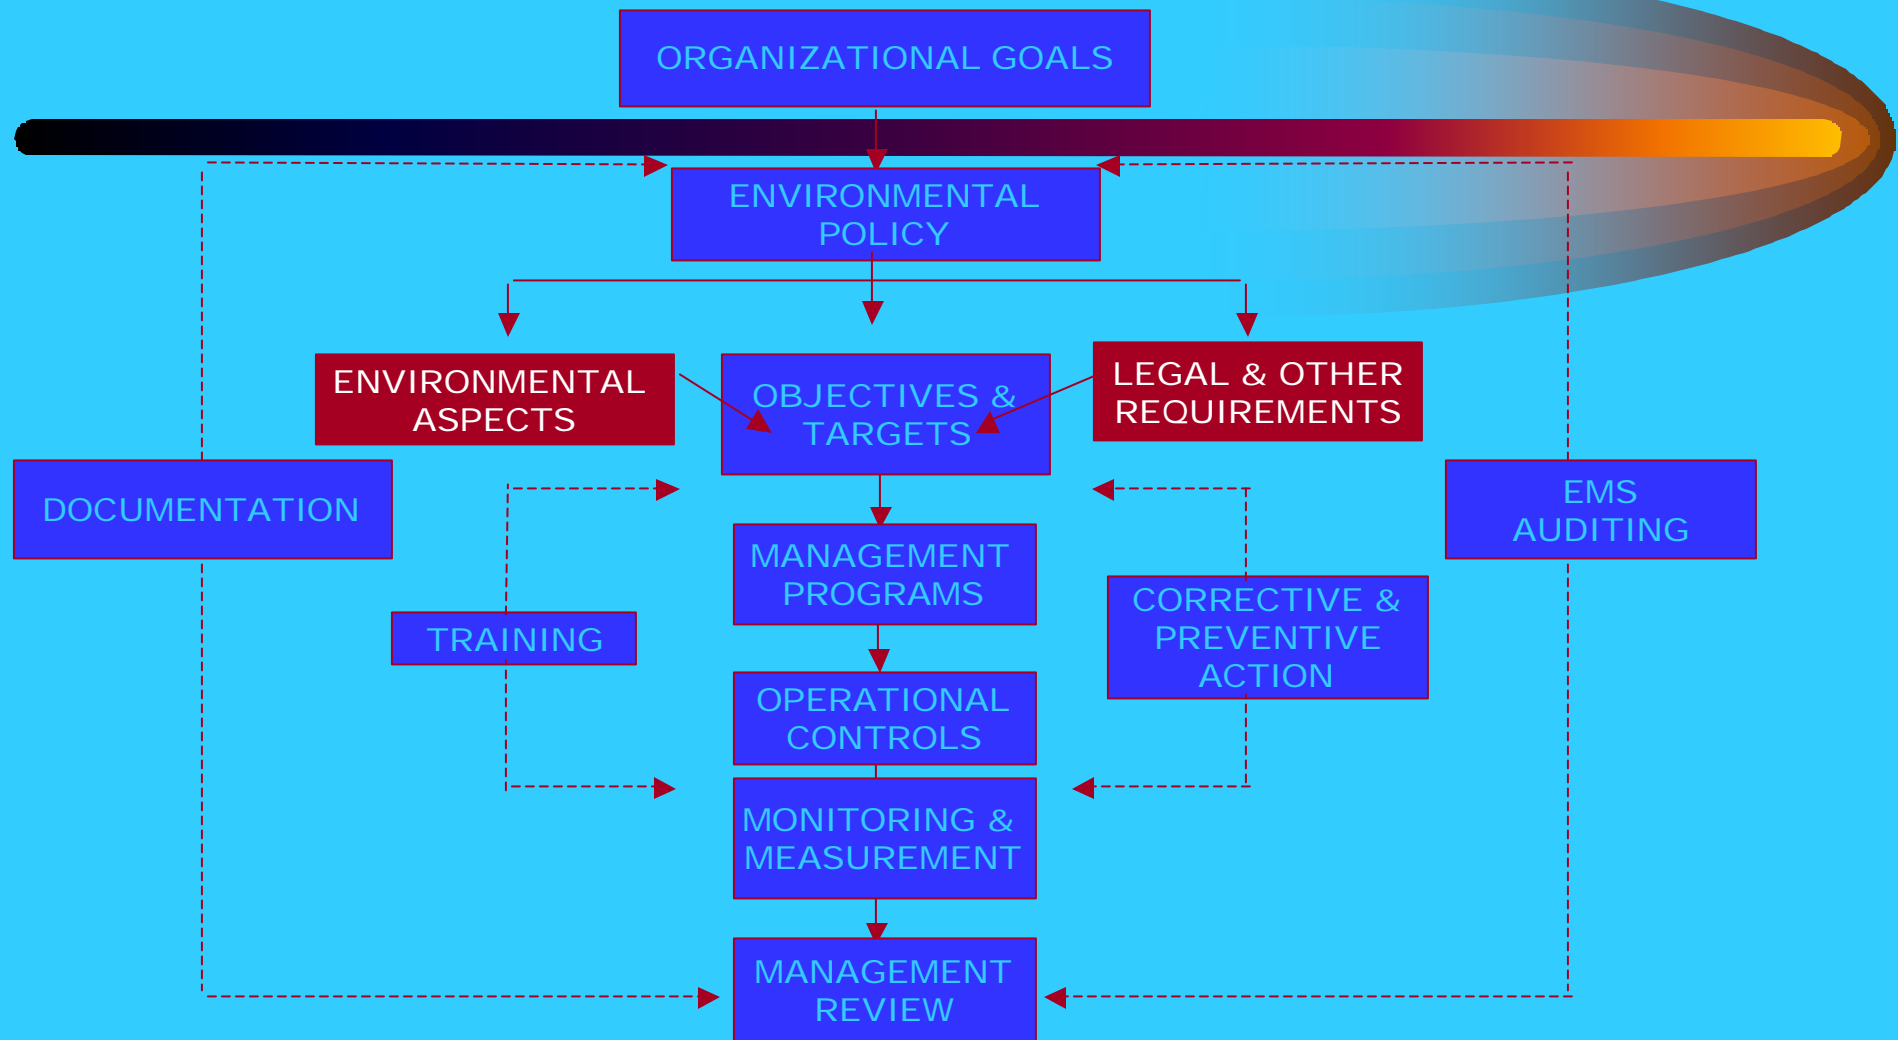 ORGANIZATIONAL GOALS
ENVIRONMENTAL
POLICY
ENVIRONMENTAL
ASPECTS
OBJECTIVES &
TARGETS
LEGAL & OTHER
REQUIREMENTS
DOCUMENTATION
EMS
AUDITING
MANAGEMENT
PROGRAMS
TRAINING
CORRECTIVE &
PREVENTIVE
ACTION
OPERATIONAL
CONTROLS
MONITORING &
MEASUREMENT
MANAGEMENT
REVIEW